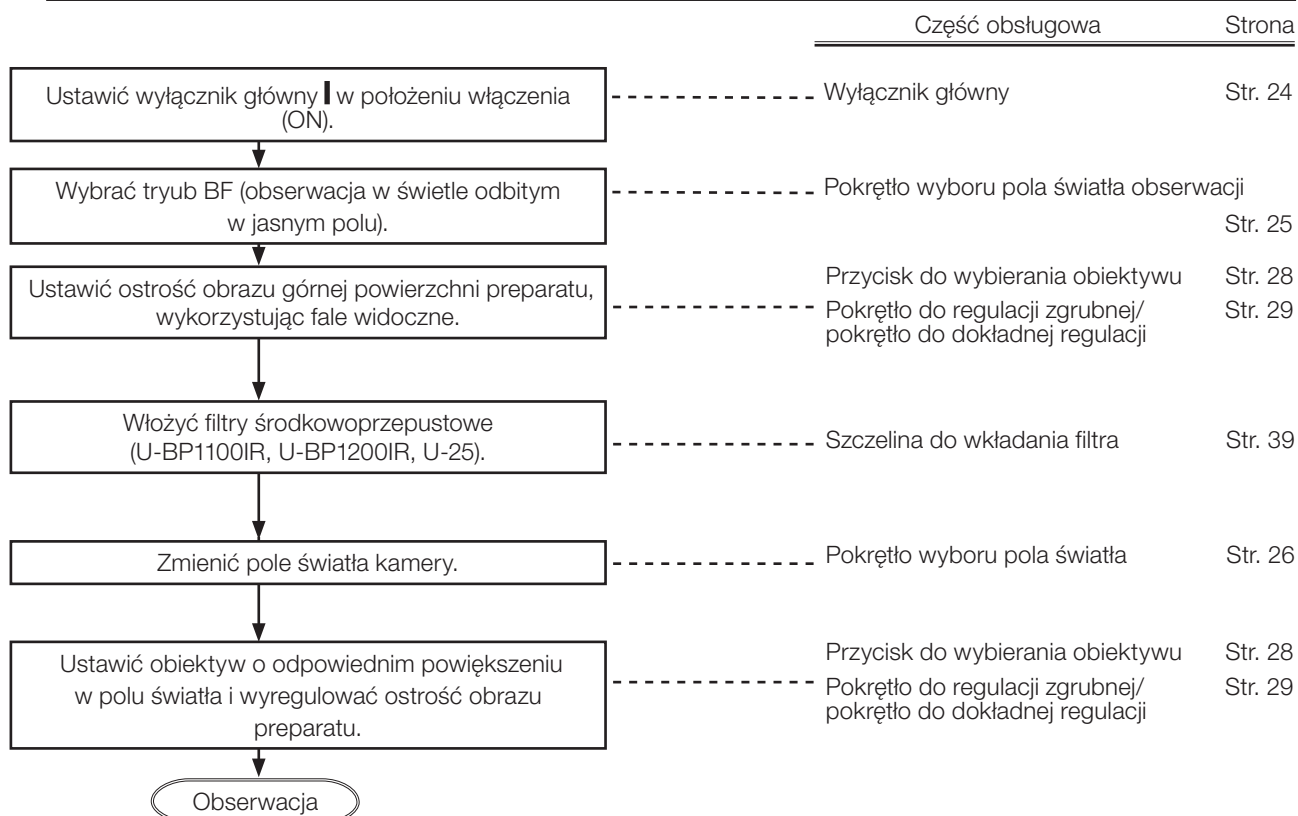 Część obsługowa Strona
Ustawić wyłącznik główny I w położeniu włączenia
(ON).
Wyłącznik główny Str. 24
Wybrać tryub BF (obserwacja w świetle odbitym
w jasnym polu).
Pokrętło wyboru pola światła obserwacji
Str. 25
Ustawić ostrość obrazu górnej powierzchni preparatu,
wykorzystując fale widoczne.
Przycisk do wybierania obiektywu Str. 28
Pokrętło do regulacji zgrubnej/ Str. 29
pokrętło do dokładnej regulacji
Włożyć filtry środkowoprzepustowe
(U-BP1100IR, U-BP1200IR, U-25).
Szczelina do wkładania filtra Str. 39
Zmienić pole światła kamery.
Pokrętło wyboru pola światła Str. 26
Ustawić obiektyw o odpowiednim powiększeniu
w polu światła i wyregulować ostrość obrazu
preparatu.
Przycisk do wybierania obiektywu Str. 28
Pokrętło do regulacji zgrubnej/ Str. 29
pokrętło do dokładnej regulacji
Obserwacja